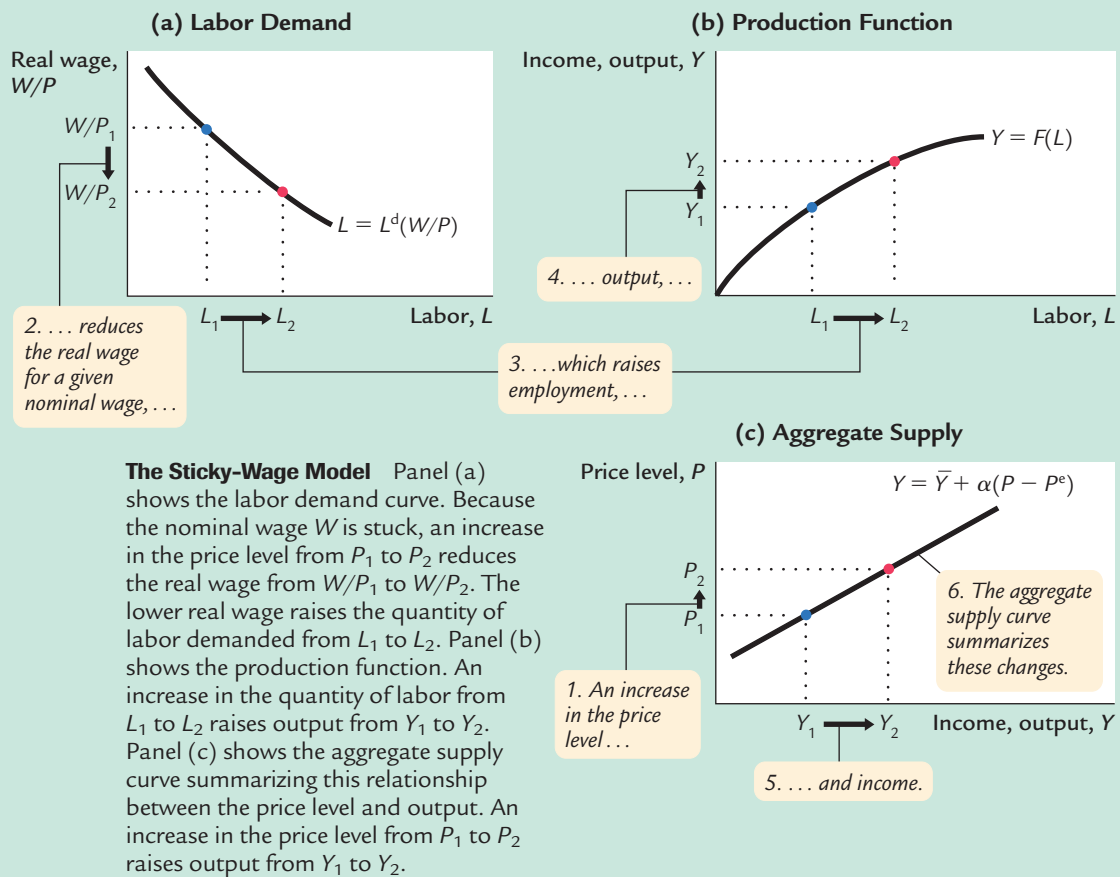 (a) Labor Demand
Real wage,
W/P
W/P₁
W/P₂
L = Lᵈ(W/P)
L₁
L₂
Labor, L
2. . . . reduces
the real wage
for a given
nominal wage, . . .
(b) Production Function
Income, output, Y
Y₂
Y₁
Y = F(L)
4. . . . output, . . .
L₁
L₂
Labor, L
3. . . .which raises
employment, . . .
(c) Aggregate Supply
Price level, P
Y = Y̅ + α(P − Pᵉ)
P₂
P₁
6. The aggregate
supply curve
summarizes
these changes.
1. An increase
in the price
level . . .
Y₁
Y₂
Income, output, Y
5. . . . and income.
The Sticky-Wage Model Panel (a)
shows the labor demand curve. Because
the nominal wage W is stuck, an increase
in the price level from P₁ to P₂ reduces
the real wage from W/P₁ to W/P₂. The
lower real wage raises the quantity of
labor demanded from L₁ to L₂. Panel (b)
shows the production function. An
increase in the quantity of labor from
L₁ to L₂ raises output from Y₁ to Y₂.
Panel (c) shows the aggregate supply
curve summarizing this relationship
between the price level and output. An
increase in the price level from P₁ to P₂
raises output from Y₁ to Y₂.